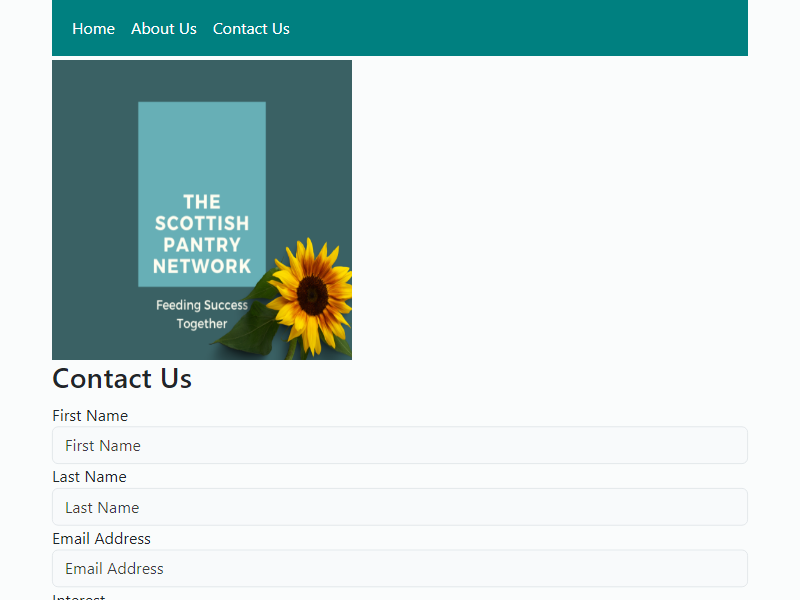 Home About Us Contact Us
THE
SCOTTISH
PANTRY
NETWORK
Feeding Success
Together
Contact Us
First Name
First Name
Last Name
Last Name
Email Address
Email Address
Interest